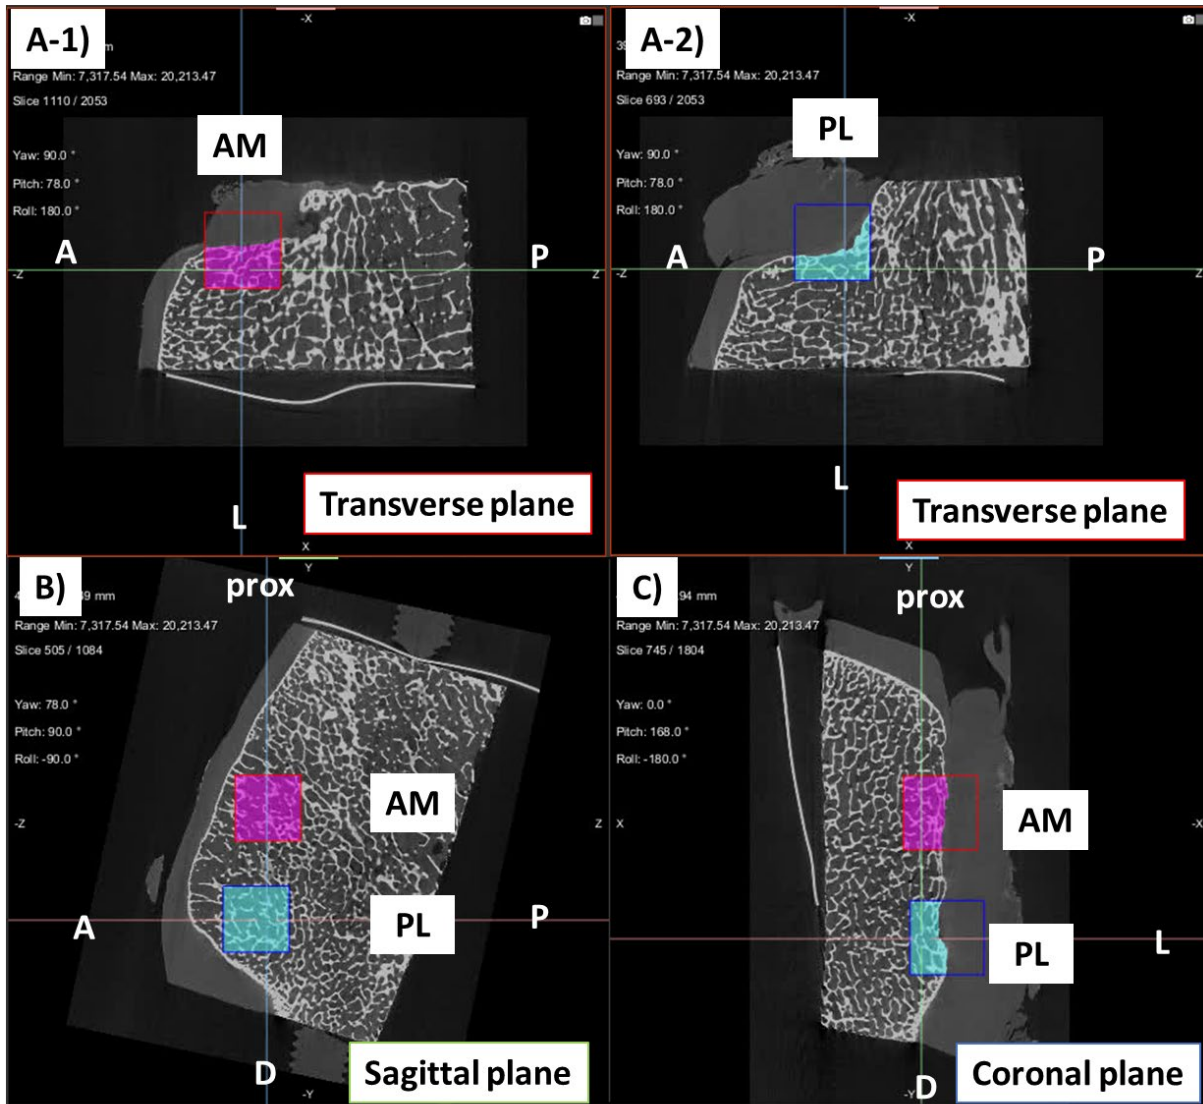 A-1)
-X
m
Range Min: 7,317.54 Max: 20,213.47
Slice 1110 / 2053
AM
Yaw: 90.0 °
Pitch: 78.0 °
Roll: 180.0 °
A
P
-Z
Z
L
Transverse plane
X
A-2)
-X
39
Range Min: 7,317.54 Max: 20,213.47
Slice 693 / 2053
PL
Yaw: 90.0 °
Pitch: 78.0 °
Roll: 180.0 °
A
P
-Z
Z
L
Transverse plane
X
B)
Y
prox
49 mm
Range Min: 7,317.54 Max: 20,213.47
Slice 505 / 1084
Yaw: 78.0 °
Pitch: 90.0 °
Roll: -90.0 °
AM
-Z
Z
PL
A
P
D
Sagittal plane
-Y
C)
Y
prox
94 mm
Range Min: 7,317.54 Max: 20,213.47
Slice 745 / 1804
Yaw: 0.0 °
Pitch: 168.0 °
Roll: -180.0 °
AM
X
-X
PL
L
Coronal plane
D
-Y